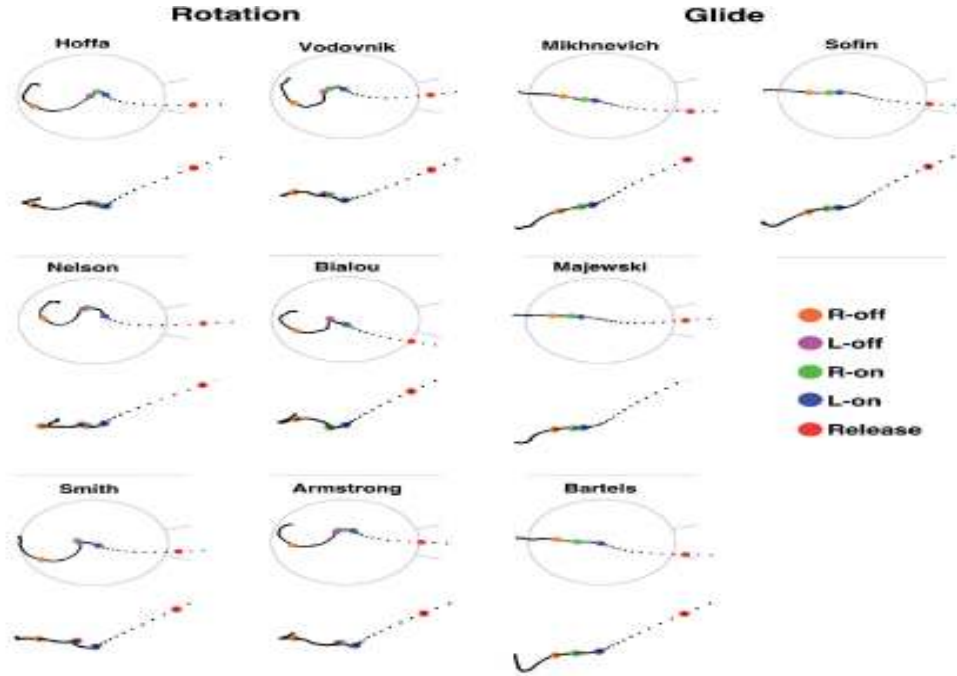 Rotation Glide
Hoffa Vodovnik Mikhnevich Sofin
Nelson Bialou Majewski
R-off
L-off
R-on
L-on
Release
Smith Armstrong Bartels